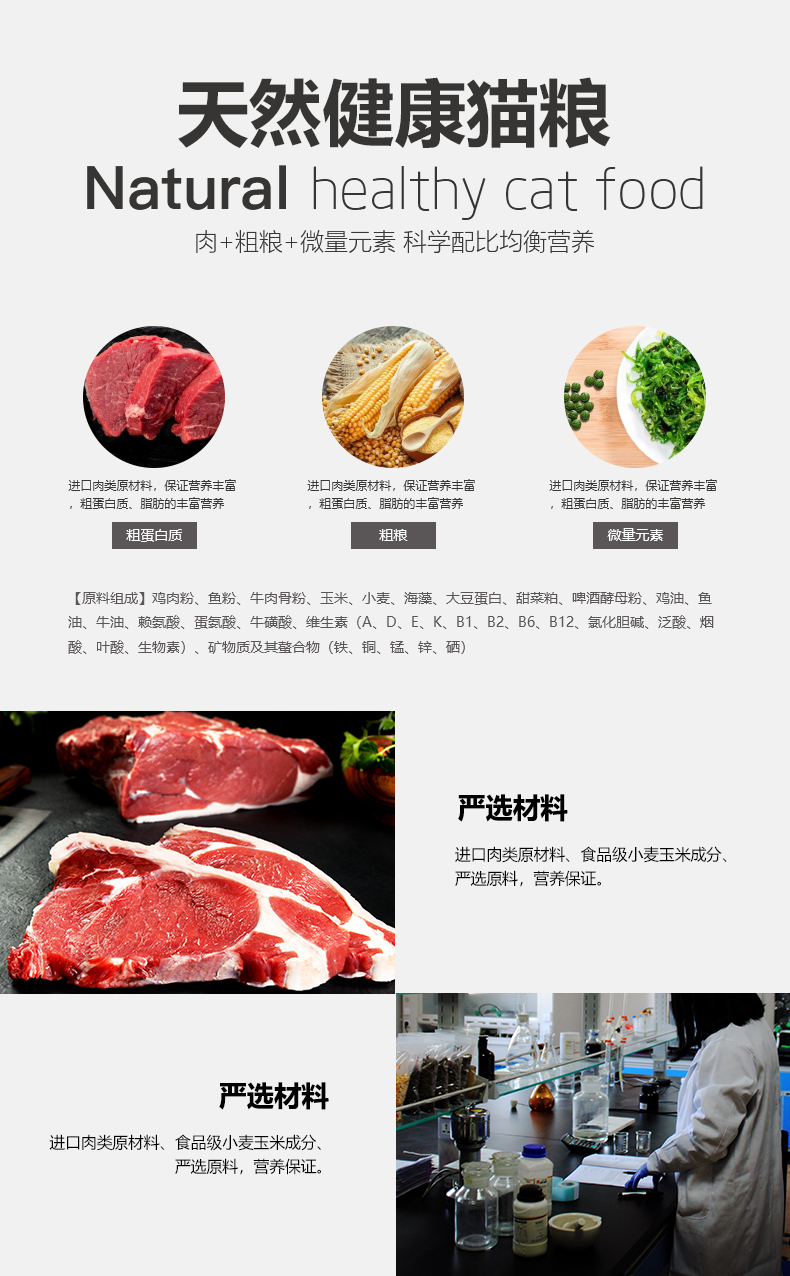 天然健康猫粮
Natural healthy cat food
肉+粗粮+微量元素 科学配比均衡营养
进口肉类原材料，保证营养丰富
，粗蛋白质、脂肪的丰富营养
粗蛋白质
进口肉类原材料，保证营养丰富
，粗蛋白质、脂肪的丰富营养
粗粮
进口肉类原材料，保证营养丰富
，粗蛋白质、脂肪的丰富营养
微量元素
【原料组成】鸡肉粉、鱼粉、牛肉骨粉、玉米、小麦、海藻、大豆蛋白、甜菜粕、啤酒酵母粉、鸡油、鱼
油、牛油、赖氨酸、蛋氨酸、牛磺酸、维生素（A、D、E、K、B1、B2、B6、B12、氯化胆碱、泛酸、烟
酸、叶酸、生物素）、矿物质及其螯合物（铁、铜、锰、锌、硒）
严选材料
进口肉类原材料、食品级小麦玉米成分、
严选原料，营养保证。
严选材料
进口肉类原材料、食品级小麦玉米成分、
严选原料，营养保证。